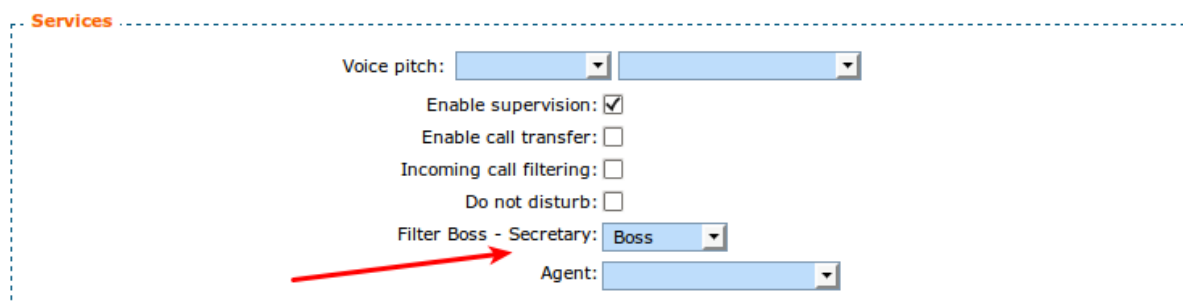 Services
Voice pitch:
Enable supervision:
Enable call transfer:
Incoming call filtering:
Do not disturb:
Filter Boss - Secretary: Boss
Agent: